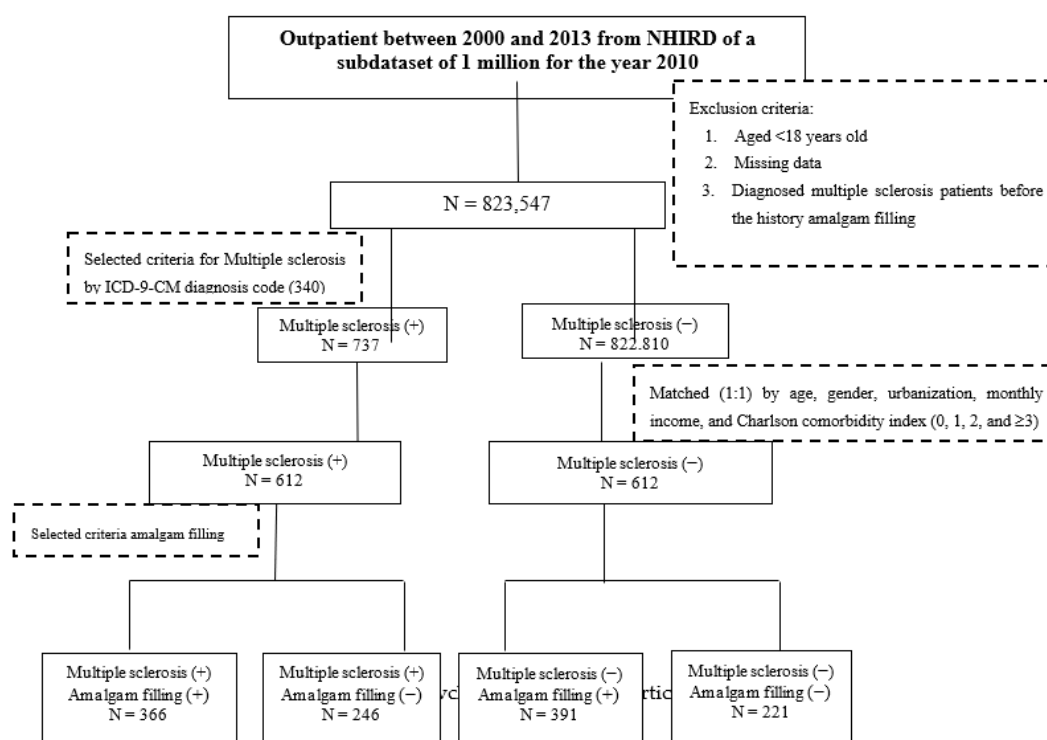 Outpatient between 2000 and 2013 from NHIRD of a
subdataset of 1 million for the year 2010
Exclusion criteria:
1. Aged <18 years old
2. Missing data
3. Diagnosed multiple sclerosis patients before
the history amalgam filling
N = 823,547
Selected criteria for Multiple sclerosis
by ICD-9-CM diagnosis code (340)
Multiple sclerosis (+)
N = 737
Multiple sclerosis (–)
N = 822.810
Matched (1:1) by age, gender, urbanization, monthly
income, and Charlson comorbidity index (0, 1, 2, and ≥3)
Multiple sclerosis (+)
N = 612
Multiple sclerosis (–)
N = 612
Selected criteria amalgam filling
Multiple sclerosis (+)
Amalgam filling (+)
N = 366
Multiple sclerosis (+)
Amalgam filling (–)
N = 246
Multiple sclerosis (–)
Amalgam filling (+)
N = 391
Multiple sclerosis (–)
Amalgam filling (–)
N = 221